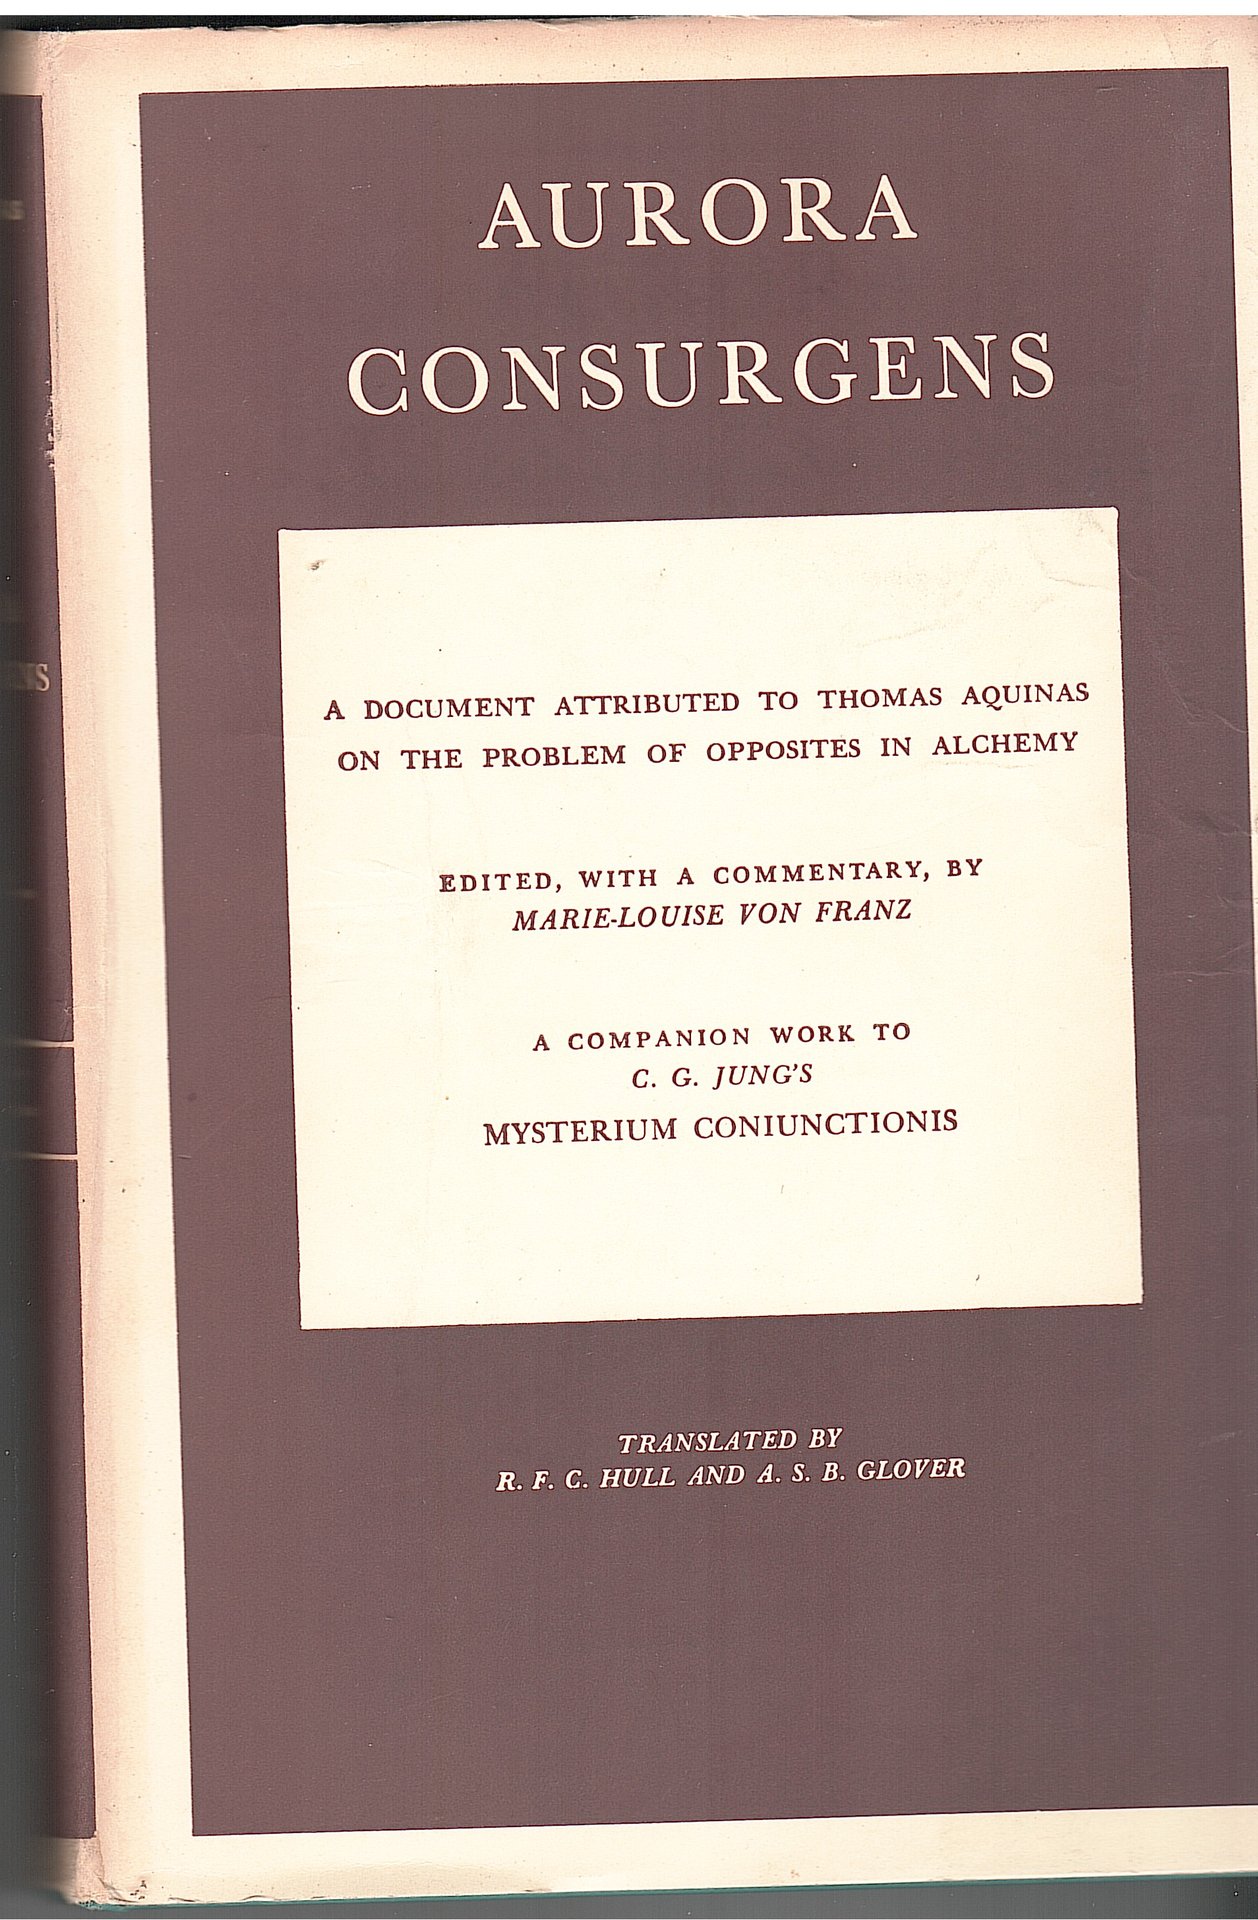 AURORA
CONSURGENS
A DOCUMENT ATTRIBUTED TO THOMAS AQUINAS
ON THE PROBLEM OF OPPOSITES IN ALCHEMY
EDITED, WITH A COMMENTARY, BY
MARIE-LOUISE VON FRANZ
A COMPANION WORK TO
C. G. JUNG'S
MYSTERIUM CONIUNCTIONIS
TRANSLATED BY
R. F. C. HULL AND A. S. B. GLOVER